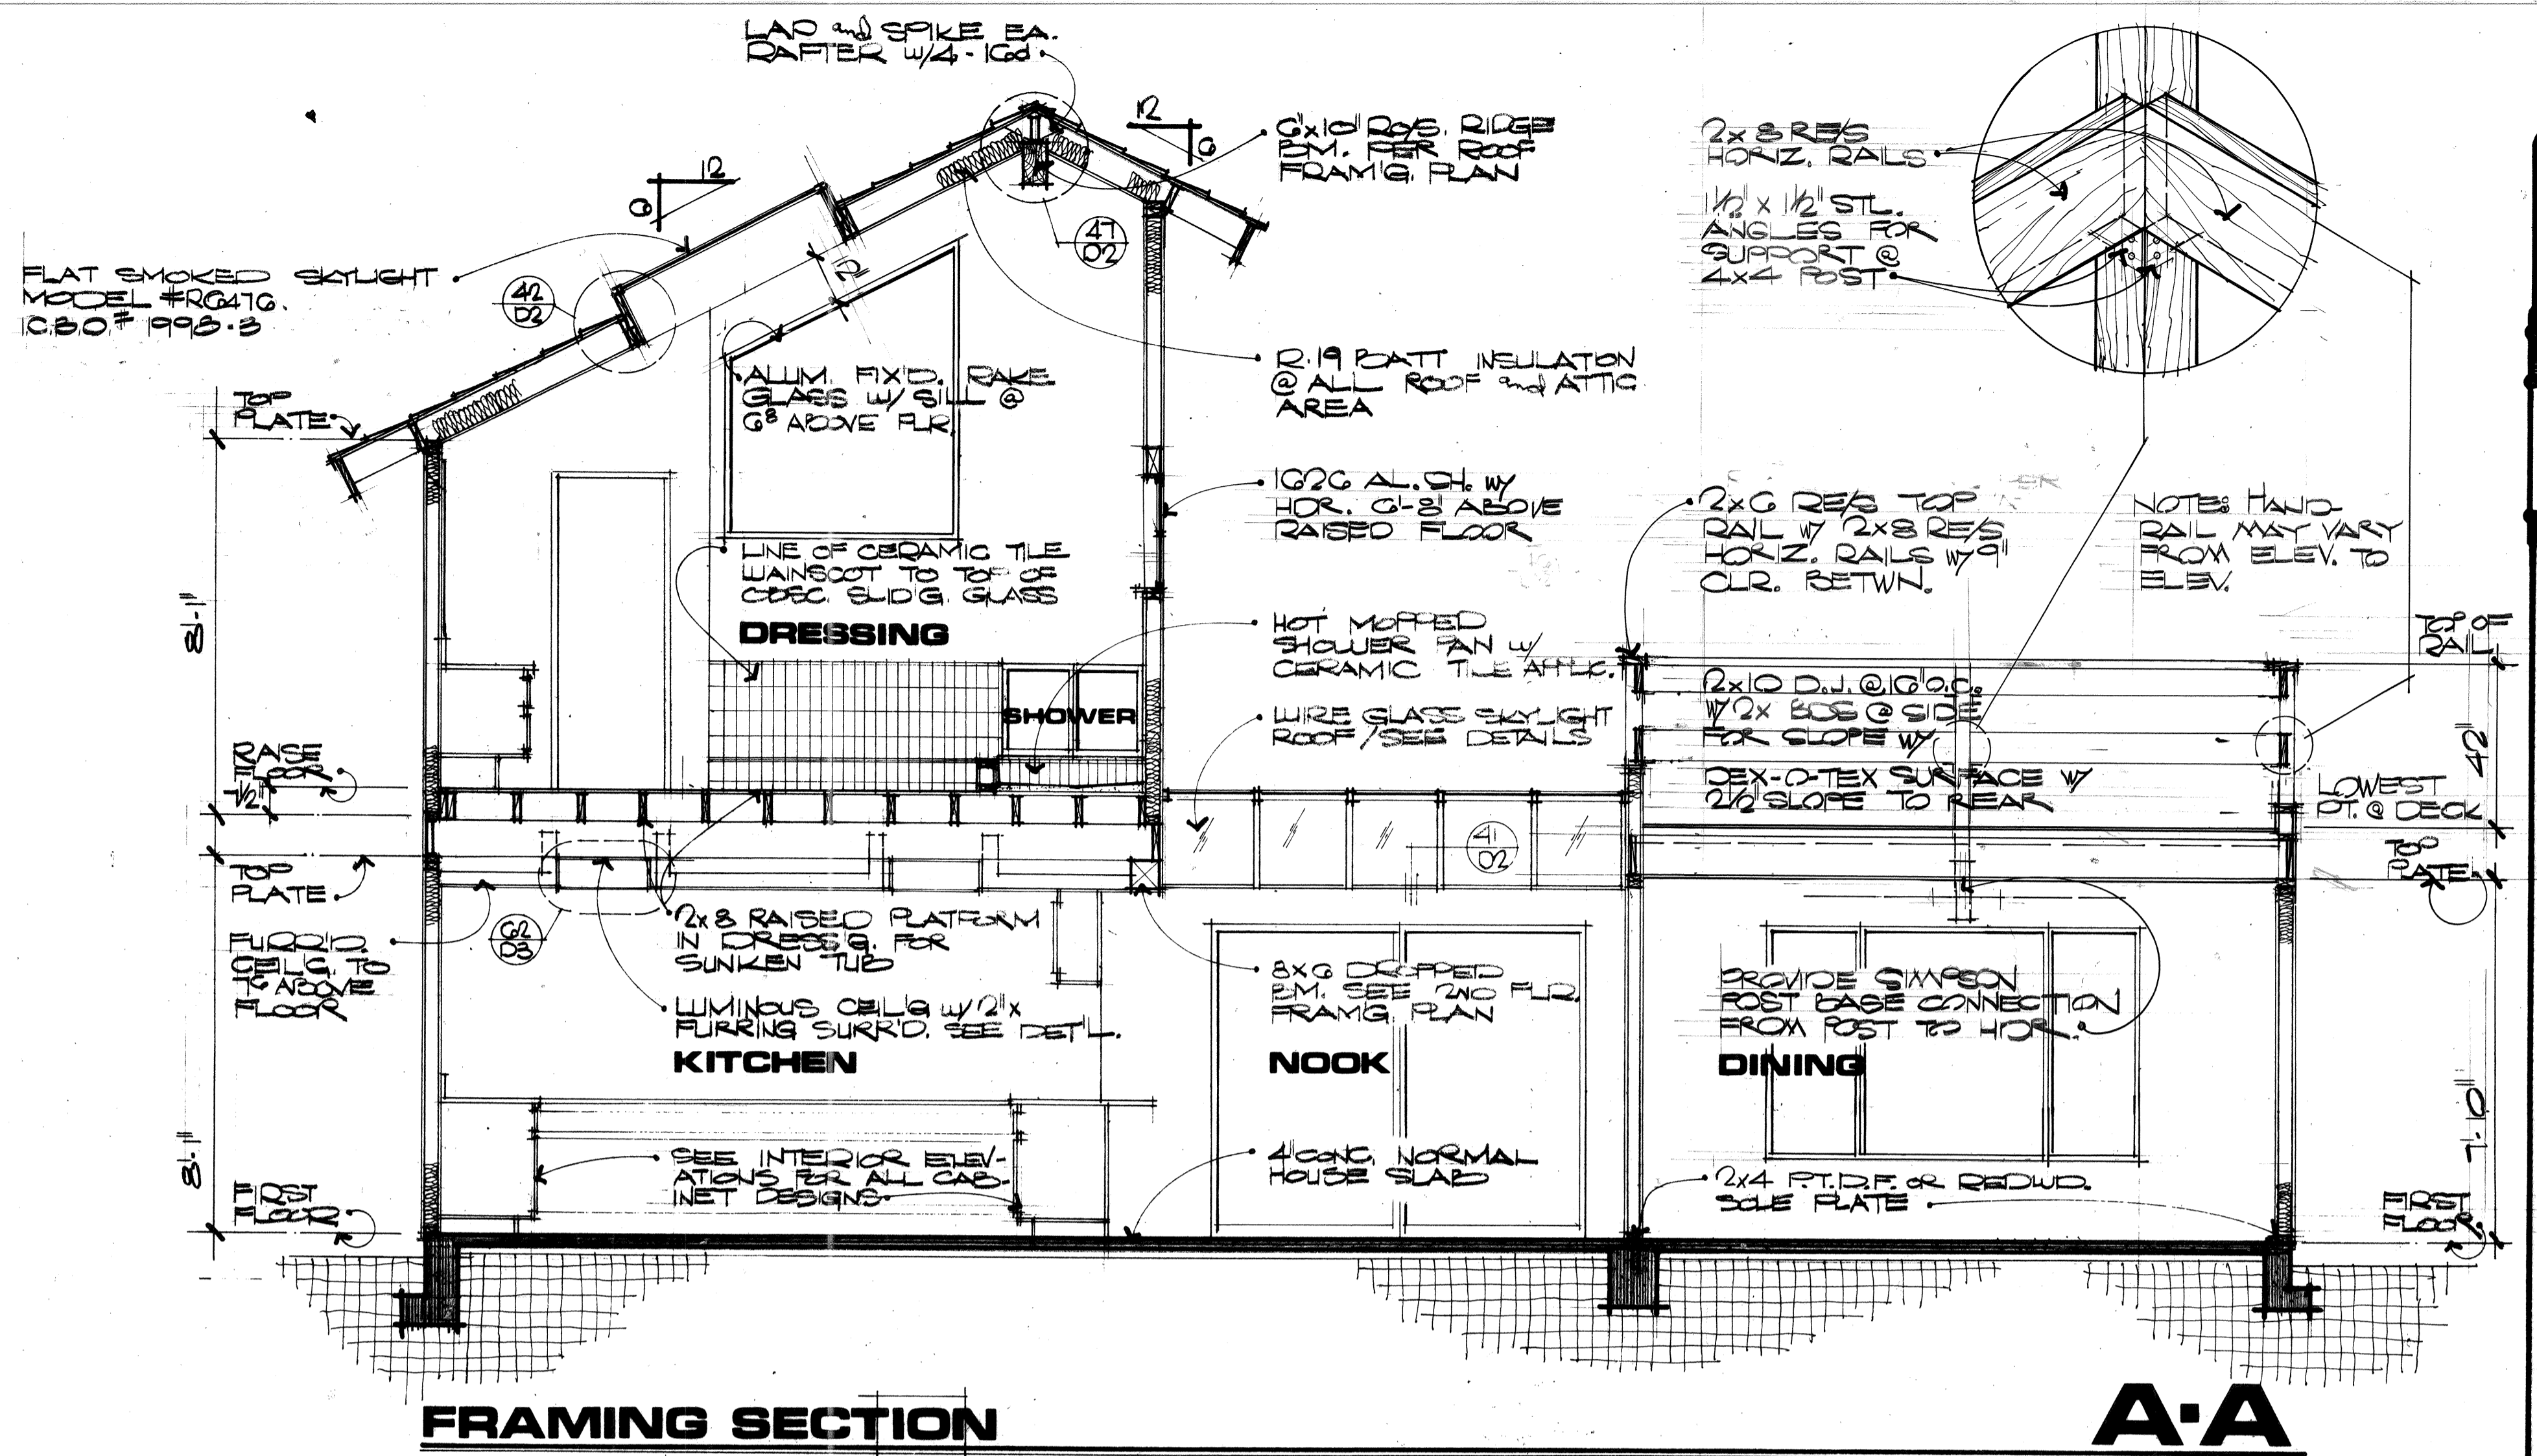 LAP and SPIKE EA.
RAFTER w/4-16d
12
6
6"x10" Ro/S. RIDGE
BM. PER ROOF
FRAM'G. PLAN
12
6
47
D2
FLAT SMOKED SKYLIGHT
MODEL #RG476.
I.C.B.O.# 1998-3
42
D2
12"
2x8 RE/S
HORIZ. RAILS
1½" x 1½" STL.
ANGLES FOR
SUPPORT @
4x4 POST
ALUM. FIX'D. RAKE
GLASS w/ SILL @
6⁸ ABOVE FLR.
R-19 BATT INSULATION
@ ALL ROOF and ATTIC
AREA
TOP
PLATE
1626 AL. SH. w/
HDR. 6'-8" ABOVE
RAISED FLOOR
2x6 RE/S TOP
RAIL w/ 2x8 RE/S
HORIZ. RAILS w/ 9"
CLR. BETWN.
NOTE: HAND-
RAIL MAY VARY
FROM ELEV. TO
ELEV.
LINE OF CERAMIC TILE
WAINSCOT TO TOP OF
OBSC. SLID'G. GLASS
DRESSING
8'-1"
HOT MOPPED
SHOWER PAN w/
CERAMIC TILE APPLIC.
TOP OF
RAIL
SHOWER
WIRE GLASS SKYLIGHT
ROOF/SEE DETAILS
2x10 D.J. @ 16" O.C.
w/ 2x BDS @ SIDE
FOR SLOPE w/
DEX-O-TEX SURFACE w/
2½" SLOPE TO REAR
42"
LOWEST
PT. @ DECK
RAISE
FLOOR
7½"
41
D2
TOP
PLATE
TOP
PLATE
FURR'D.
CEIL'G. TO
7⁶ ABOVE
FLOOR
62
D3
2x8 RAISED PLATFORM
IN DRESS'G. FOR
SUNKEN TUB
LUMINOUS CEIL'G w/ 2"x
FURRING SURR'D. SEE DET'L.
KITCHEN
8x6 DROPPED
BM. SEE 2ND FLR.
FRAM'G. PLAN
NOOK
PROVIDE SIMPSON
POST BASE CONNECTION
FROM POST TO HDR.
DINING
8'-1"
7'-10"
SEE INTERIOR ELEV-
ATIONS FOR ALL CAB-
INET DESIGNS
4" CONC. NORMAL
HOUSE SLAB
2x4 P.T.D.F. OR REDWD.
SOLE PLATE
FIRST
FLOOR
FIRST
FLOOR
FRAMING SECTION
A·A